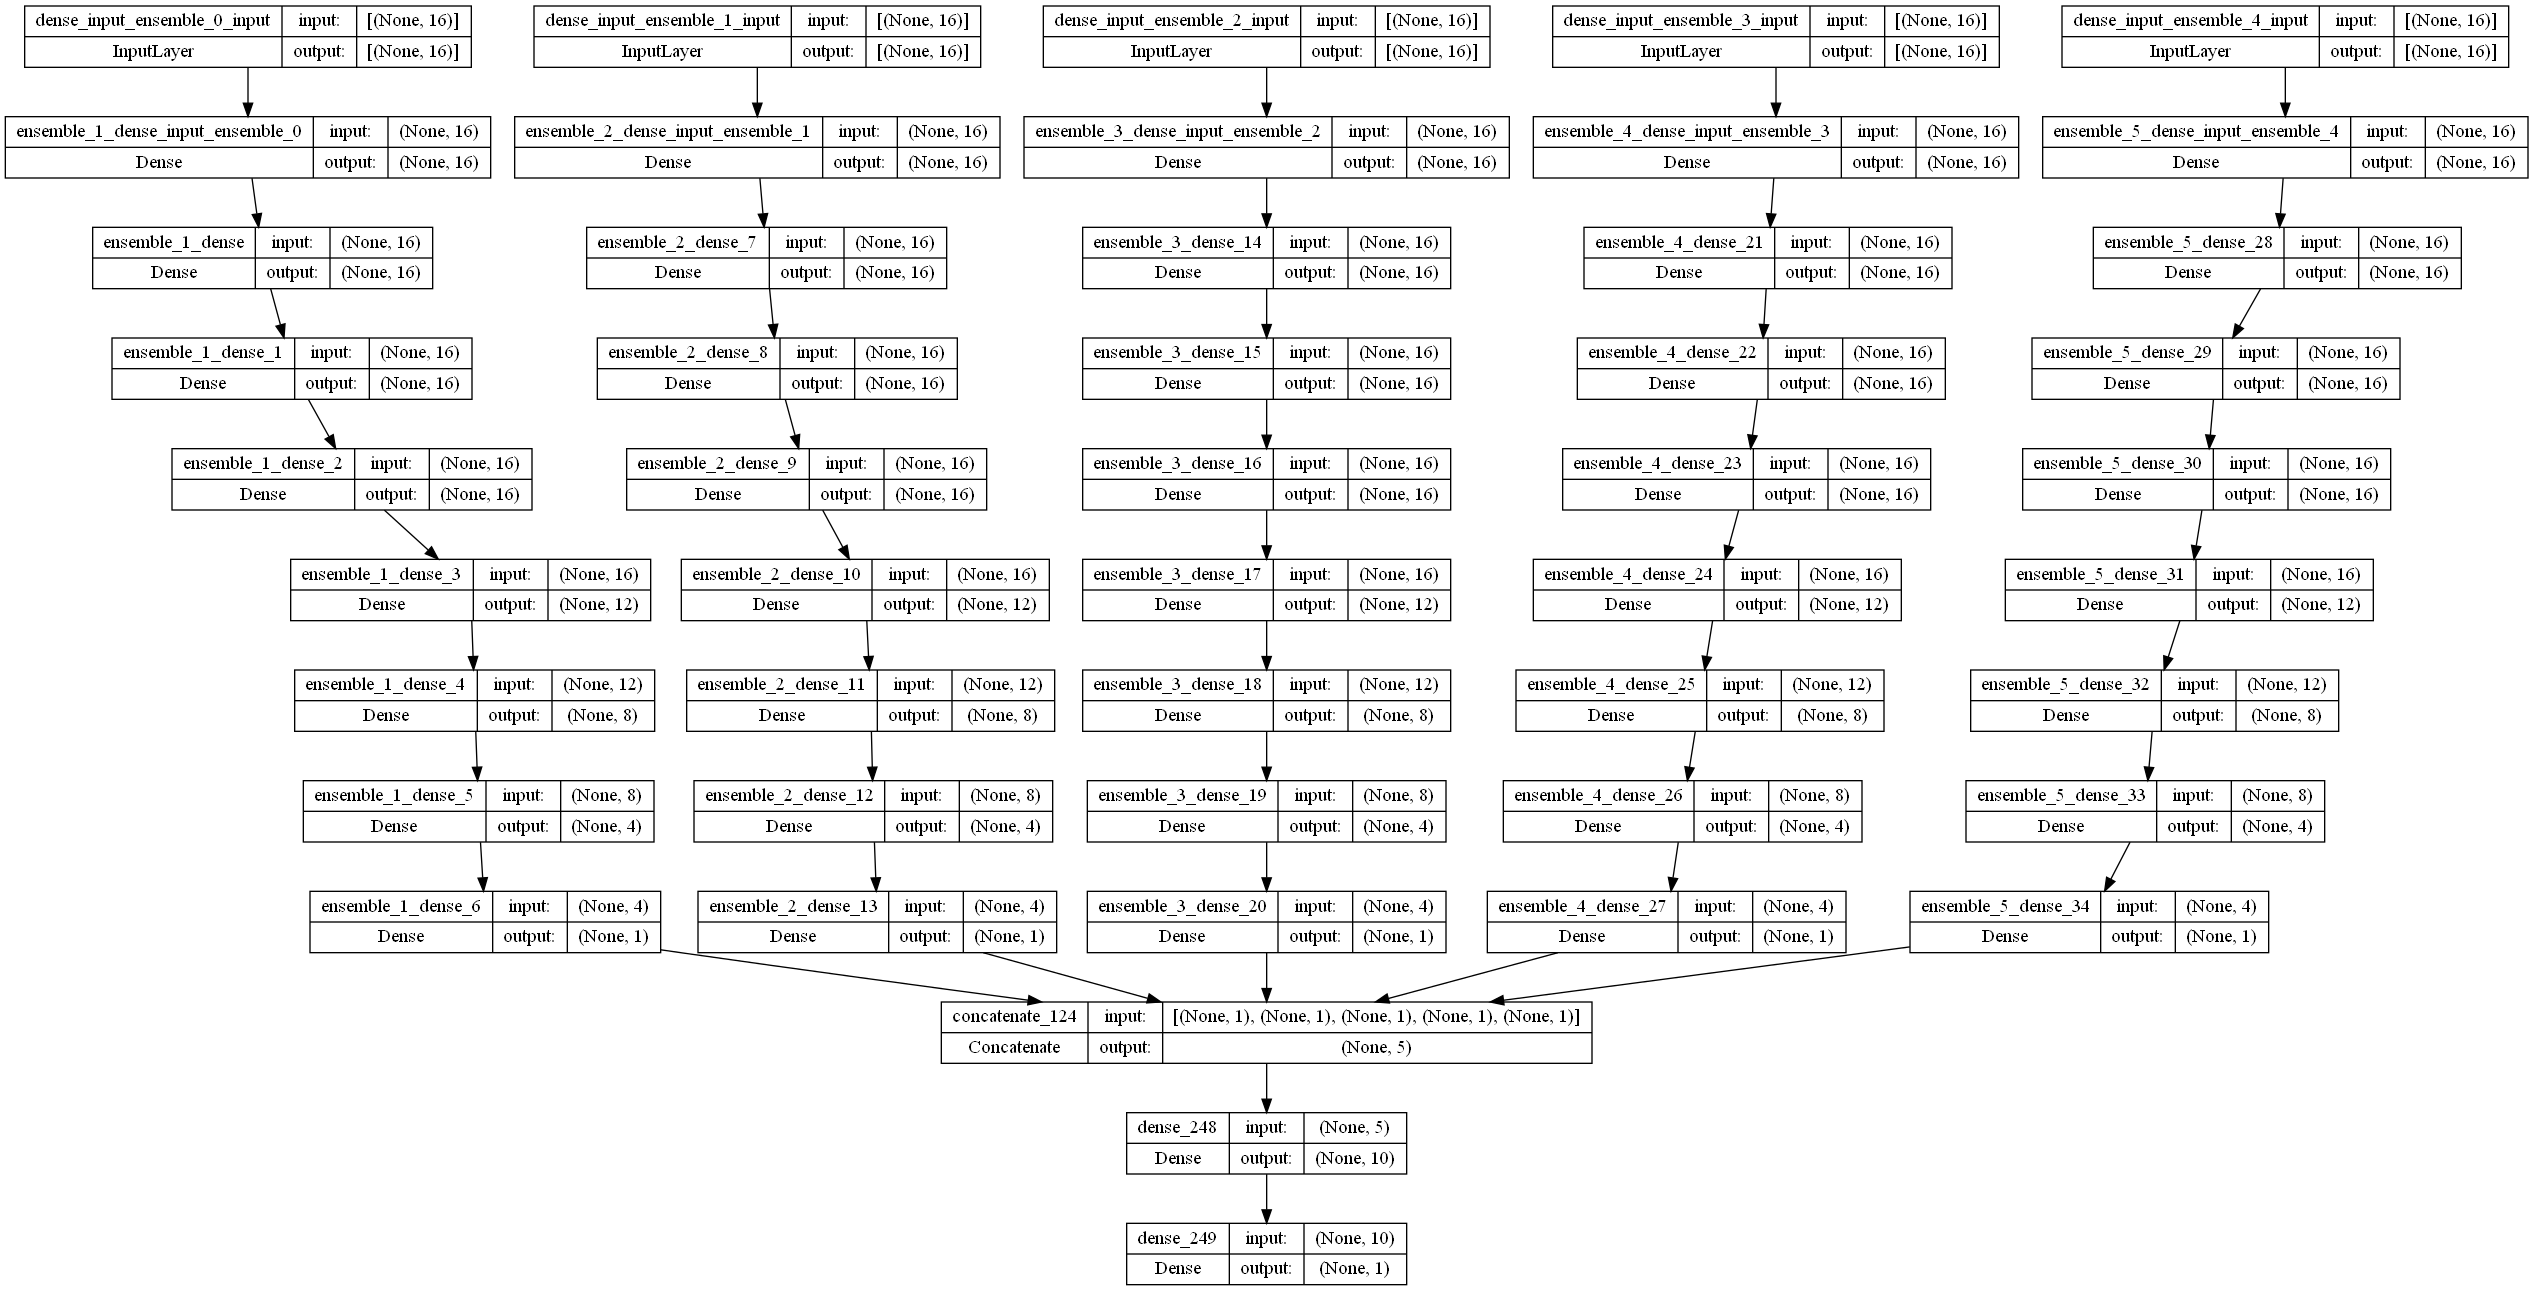 dense_input_ensemble_0_input input: [(None, 16)] dense_input_ensemble_1_input input: [(None, 16)] dense_input_ensemble_2_input input: [(None, 16)] dense_input_ensemble_3_input input: [(None, 16)] dense_input_ensemble_4_input input: [(None, 16)]
InputLayer output: [(None, 16)] InputLayer output: [(None, 16)] InputLayer output: [(None, 16)] InputLayer output: [(None, 16)] InputLayer output: [(None, 16)]
ensemble_1_dense_input_ensemble_0 input: (None, 16) ensemble_2_dense_input_ensemble_1 input: (None, 16) ensemble_3_dense_input_ensemble_2 input: (None, 16) ensemble_4_dense_input_ensemble_3 input: (None, 16) ensemble_5_dense_input_ensemble_4 input: (None, 16)
Dense output: (None, 16) Dense output: (None, 16) Dense output: (None, 16) Dense output: (None, 16) Dense output: (None, 16)
ensemble_1_dense input: (None, 16) ensemble_2_dense_7 input: (None, 16) ensemble_3_dense_14 input: (None, 16) ensemble_4_dense_21 input: (None, 16) ensemble_5_dense_28 input: (None, 16)
Dense output: (None, 16) Dense output: (None, 16) Dense output: (None, 16) Dense output: (None, 16) Dense output: (None, 16)
ensemble_1_dense_1 input: (None, 16) ensemble_2_dense_8 input: (None, 16) ensemble_3_dense_15 input: (None, 16) ensemble_4_dense_22 input: (None, 16) ensemble_5_dense_29 input: (None, 16)
Dense output: (None, 16) Dense output: (None, 16) Dense output: (None, 16) Dense output: (None, 16) Dense output: (None, 16)
ensemble_1_dense_2 input: (None, 16) ensemble_2_dense_9 input: (None, 16) ensemble_3_dense_16 input: (None, 16) ensemble_4_dense_23 input: (None, 16) ensemble_5_dense_30 input: (None, 16)
Dense output: (None, 16) Dense output: (None, 16) Dense output: (None, 16) Dense output: (None, 16) Dense output: (None, 16)
ensemble_1_dense_3 input: (None, 16) ensemble_2_dense_10 input: (None, 16) ensemble_3_dense_17 input: (None, 16) ensemble_4_dense_24 input: (None, 16) ensemble_5_dense_31 input: (None, 16)
Dense output: (None, 12) Dense output: (None, 12) Dense output: (None, 12) Dense output: (None, 12) Dense output: (None, 12)
ensemble_1_dense_4 input: (None, 12) ensemble_2_dense_11 input: (None, 12) ensemble_3_dense_18 input: (None, 12) ensemble_4_dense_25 input: (None, 12) ensemble_5_dense_32 input: (None, 12)
Dense output: (None, 8) Dense output: (None, 8) Dense output: (None, 8) Dense output: (None, 8) Dense output: (None, 8)
ensemble_1_dense_5 input: (None, 8) ensemble_2_dense_12 input: (None, 8) ensemble_3_dense_19 input: (None, 8) ensemble_4_dense_26 input: (None, 8) ensemble_5_dense_33 input: (None, 8)
Dense output: (None, 4) Dense output: (None, 4) Dense output: (None, 4) Dense output: (None, 4) Dense output: (None, 4)
ensemble_1_dense_6 input: (None, 4) ensemble_2_dense_13 input: (None, 4) ensemble_3_dense_20 input: (None, 4) ensemble_4_dense_27 input: (None, 4) ensemble_5_dense_34 input: (None, 4)
Dense output: (None, 1) Dense output: (None, 1) Dense output: (None, 1) Dense output: (None, 1) Dense output: (None, 1)
concatenate_124 input: [(None, 1), (None, 1), (None, 1), (None, 1), (None, 1)]
Concatenate output: (None, 5)
dense_248 input: (None, 5)
Dense output: (None, 10)
dense_249 input: (None, 10)
Dense output: (None, 1)